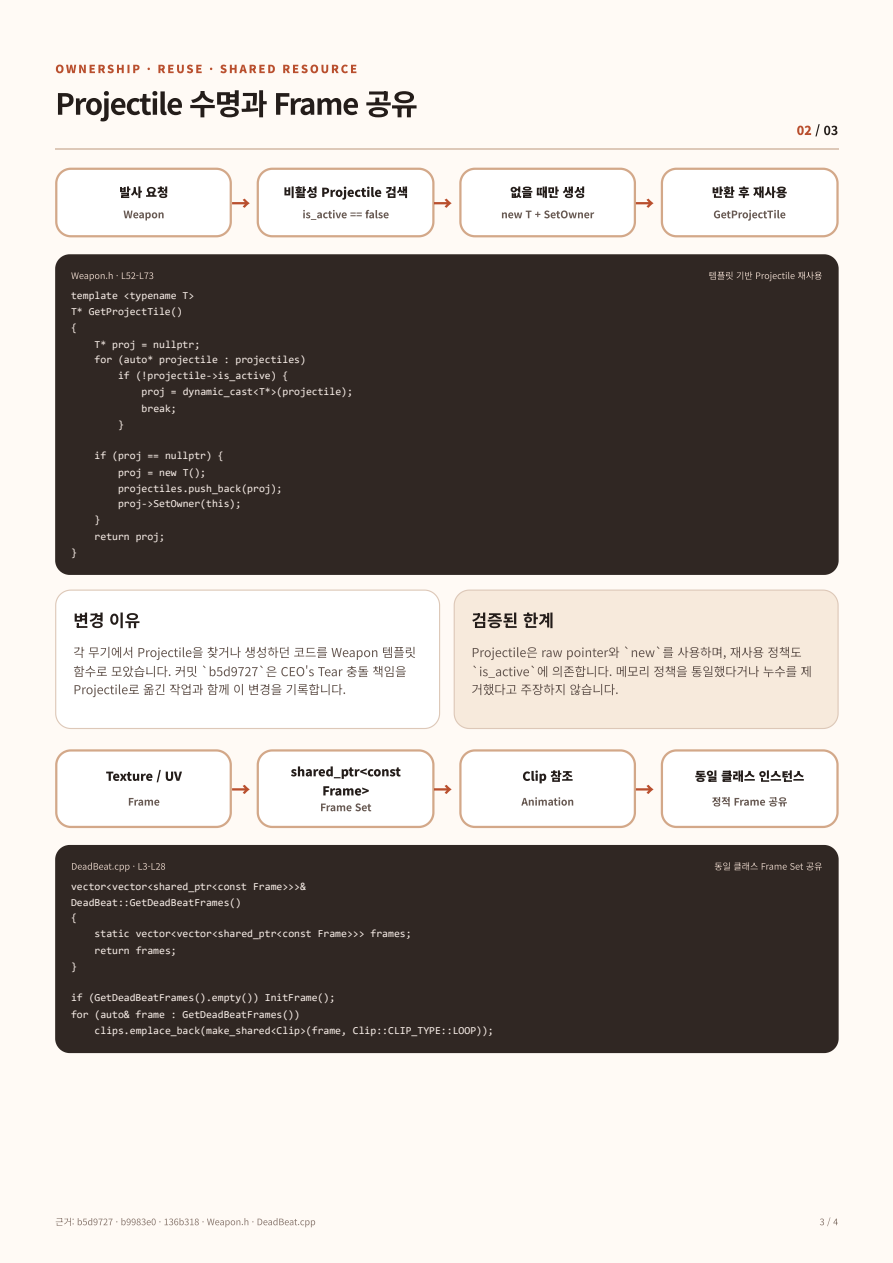 OWNERSHIP · REUSE · SHARED RESOURCE
Projectile 수명과 Frame 공유
02 / 03
발사 요청
Weapon
비활성 Projectile 검색
is_active == false
없을 때만 생성
new T + SetOwner
반환 후 재사용
GetProjectTile
Weapon.h · L52-L73
템플릿 기반 Projectile 재사용
template <typename T>
T* GetProjectTile()
{
    T* proj = nullptr;
    for (auto* projectile : projectiles)
        if (!projectile->is_active) {
            proj = dynamic_cast<T*>(projectile);
            break;
        }

    if (proj == nullptr) {
        proj = new T();
        projectiles.push_back(proj);
        proj->SetOwner(this);
    }
    return proj;
}
변경 이유
각 무기에서 Projectile을 찾거나 생성하던 코드를 Weapon 템플릿
함수로 모았습니다. 커밋 `b5d9727`은 CEO's Tear 충돌 책임을
Projectile로 옮긴 작업과 함께 이 변경을 기록합니다.
검증된 한계
Projectile은 raw pointer와 `new`를 사용하며, 재사용 정책도
`is_active`에 의존합니다. 메모리 정책을 통일했다거나 누수를 제
거했다고 주장하지 않습니다.
Texture / UV
Frame
shared_ptr<const
Frame>
Frame Set
Clip 참조
Animation
동일 클래스 인스턴스
정적 Frame 공유
DeadBeat.cpp · L3-L28
동일 클래스 Frame Set 공유
vector<vector<shared_ptr<const Frame>>>&
DeadBeat::GetDeadBeatFrames()
{
    static vector<vector<shared_ptr<const Frame>>> frames;
    return frames;
}

if (GetDeadBeatFrames().empty()) InitFrame();
for (auto& frame : GetDeadBeatFrames())
    clips.emplace_back(make_shared<Clip>(frame, Clip::CLIP_TYPE::LOOP));
근거: b5d9727 · b9983e0 · 136b318 · Weapon.h · DeadBeat.cpp
3 / 4